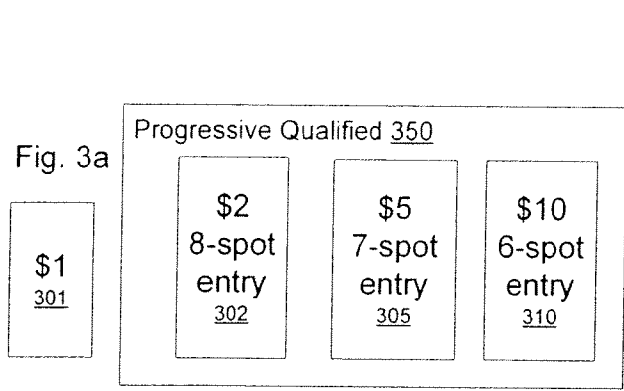 Fig. 3a
$1
301
Progressive Qualified 350
$2
8-spot
entry
302
$5
7-spot
entry
305
$10
6-spot
entry
310